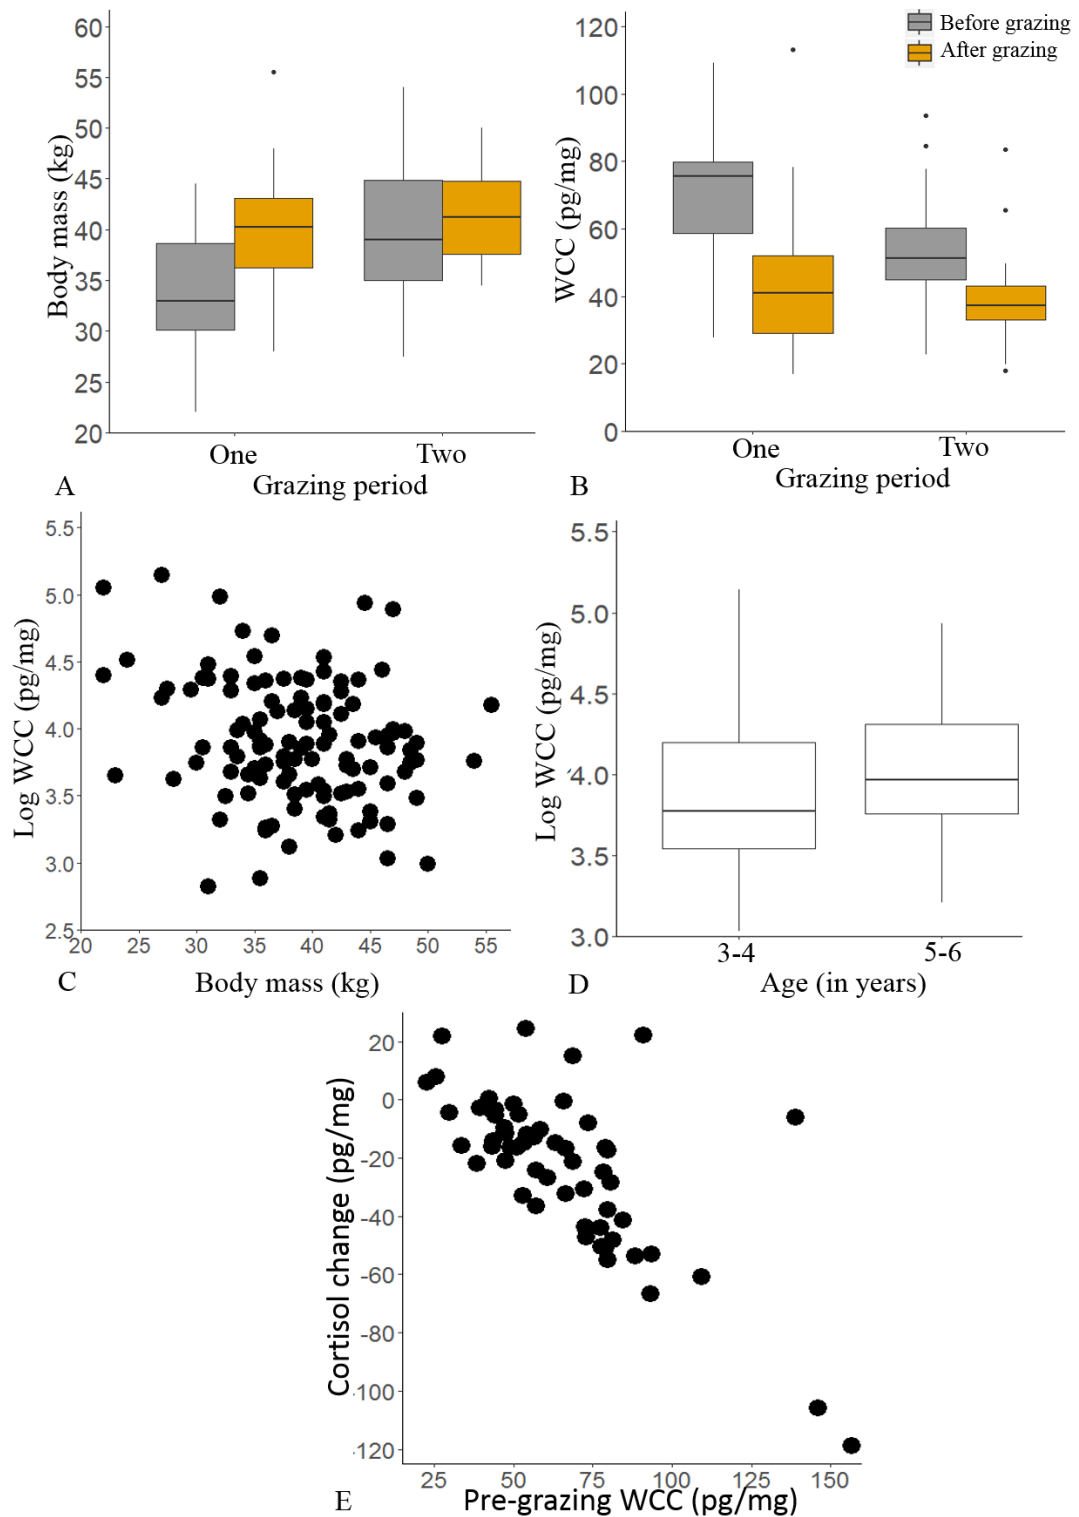 60
55
50
45
40
35
30
25
20
Body mass (kg)
One Two
Grazing period
A
120
100
80
60
40
20
0
WCC (pg/mg)
Before grazing
After grazing
One Two
Grazing period
B
5.5
5.0
4.5
4.0
3.5
3.0
2.5
Log WCC (pg/mg)
20 25 30 35 40 45 50 55
Body mass (kg)
C
5.5
5.0
4.5
4.0
3.5
3.0
Log WCC (pg/mg)
3-4 5-6
Age (in years)
D
20
0
-20
-40
-60
-80
-100
-120
Cortisol change (pg/mg)
25 50 75 100 125 150
Pre-grazing WCC (pg/mg)
E